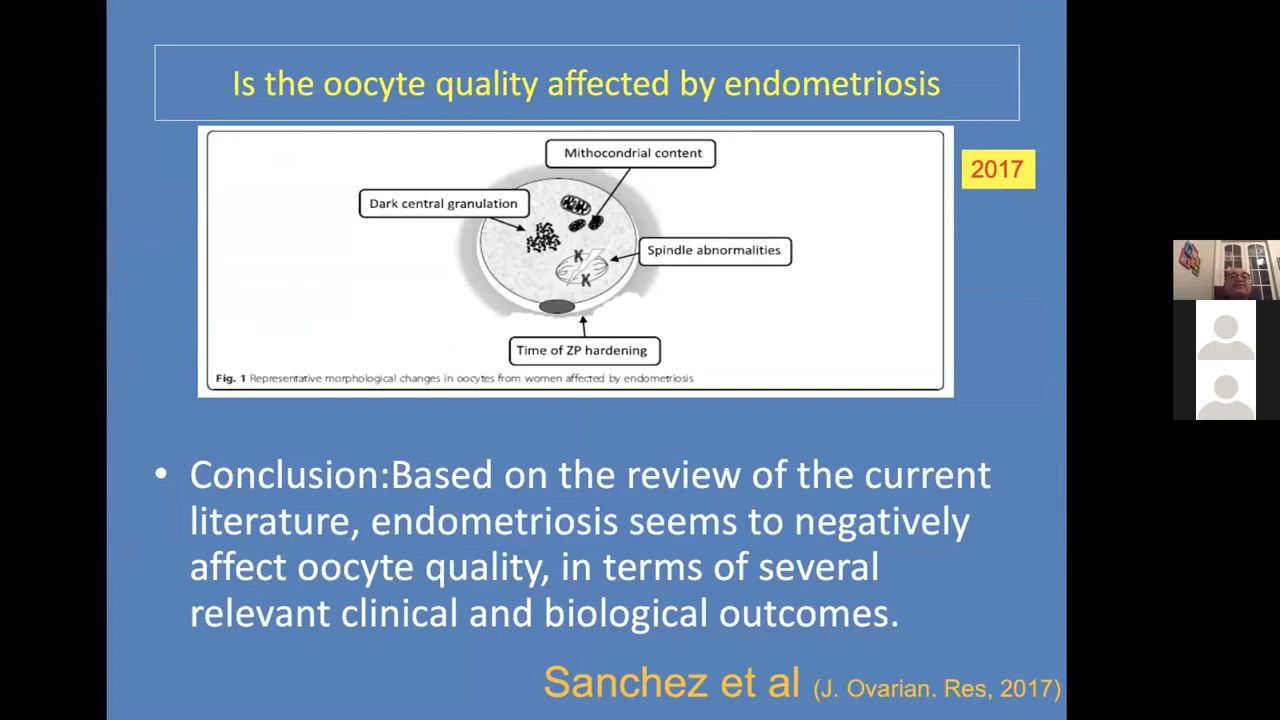 Is the oocyte quality affected by endometriosis
2017
Mithocondrial content
Dark central granulation
Spindle abnormalities
Time of ZP hardening
Fig. 1 Representative morphological changes in oocytes from women affected by endometriosis
• Conclusion:Based on the review of the current
literature, endometriosis seems to negatively
affect oocyte quality, in terms of several
relevant clinical and biological outcomes.
Sanchez et al (J. Ovarian. Res, 2017)